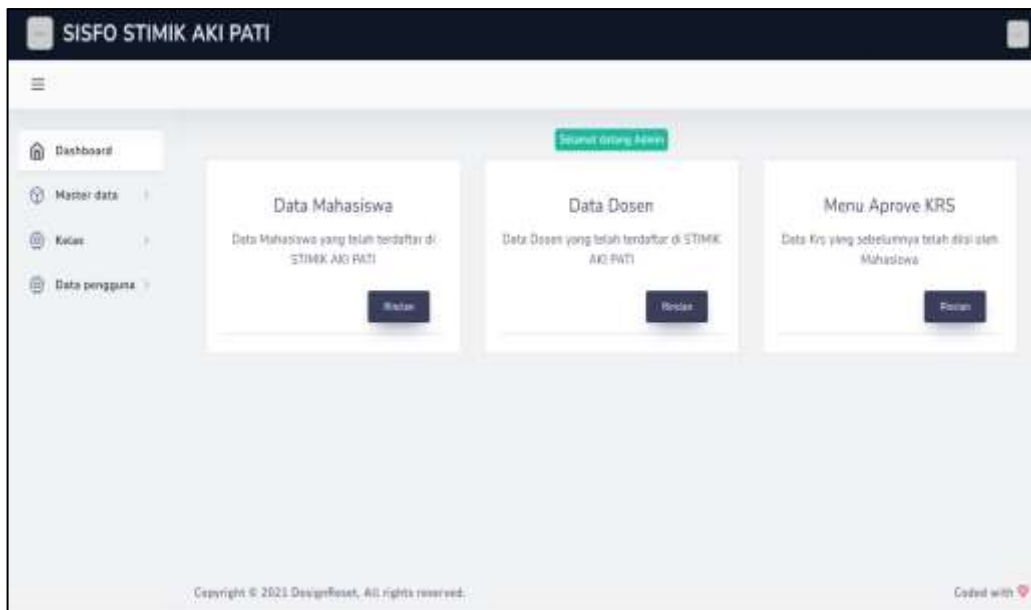 SISFO STIMIK AKI PATI
Selamat datang Admin
Dashboard
Master data
Kelas
Data pengguna
Data Mahasiswa
Data Mahasiswa yang telah terdaftar di
STIMIK AKI PATI
Rincian
Data Dosen
Data Dosen yang telah terdaftar di STIMIK
AKI PATI
Rincian
Menu Aprove KRS
Data Krs yang sebelumnya telah diisi oleh
Mahasiswa
Rincian
Copyright © 2021 DesignReset, All rights reserved.
Coded with